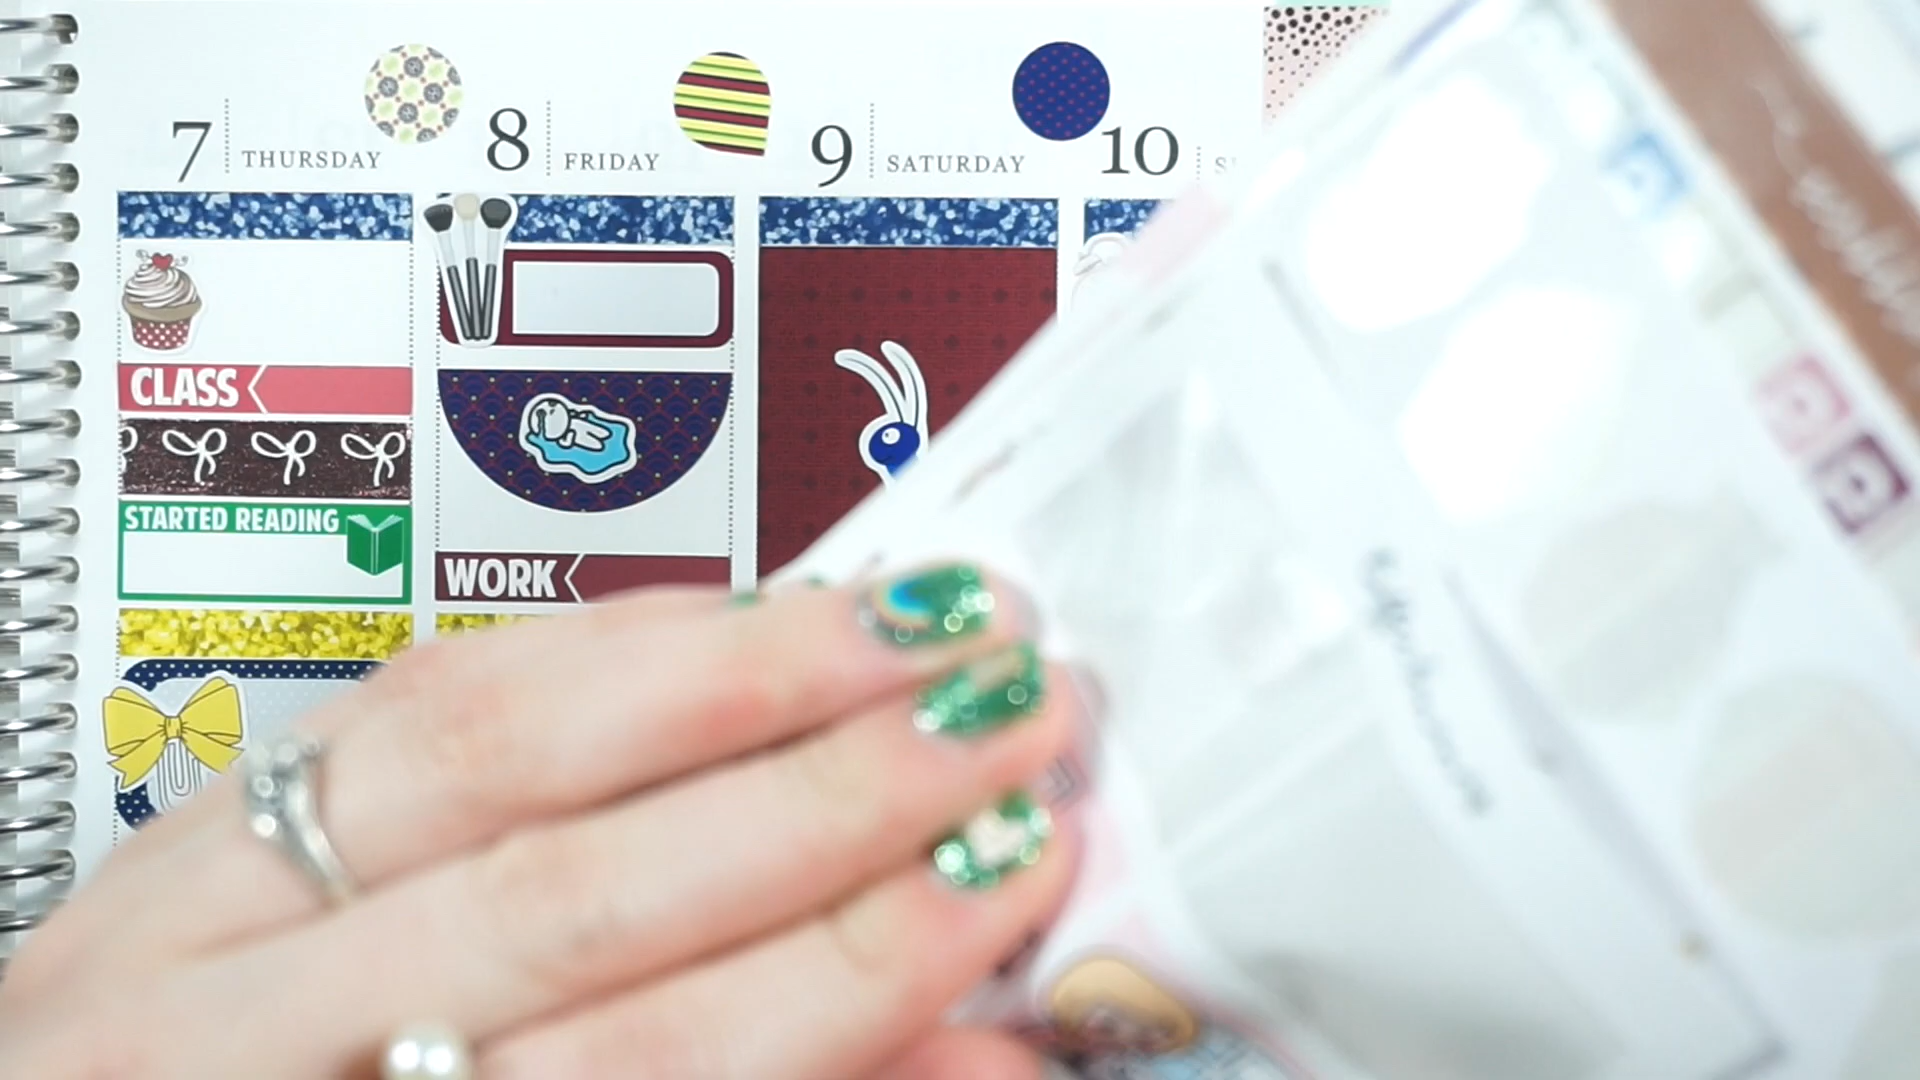 7 THURSDAY
8 FRIDAY
9 SATURDAY
10 S
CLASS
STARTED READING
WORK